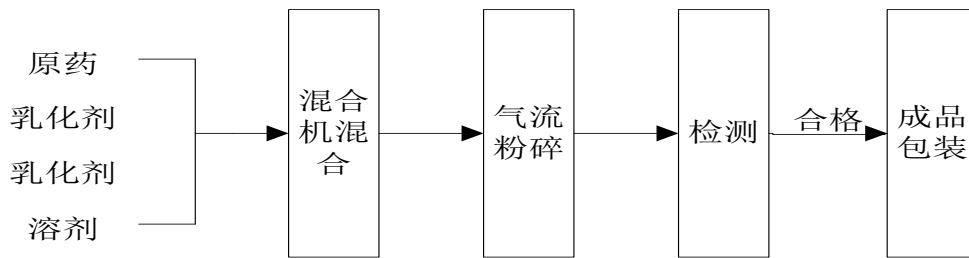 原药
乳化剂
乳化剂
溶剂
混合
机混
合
气流
粉碎
检测
合格
成品
包装